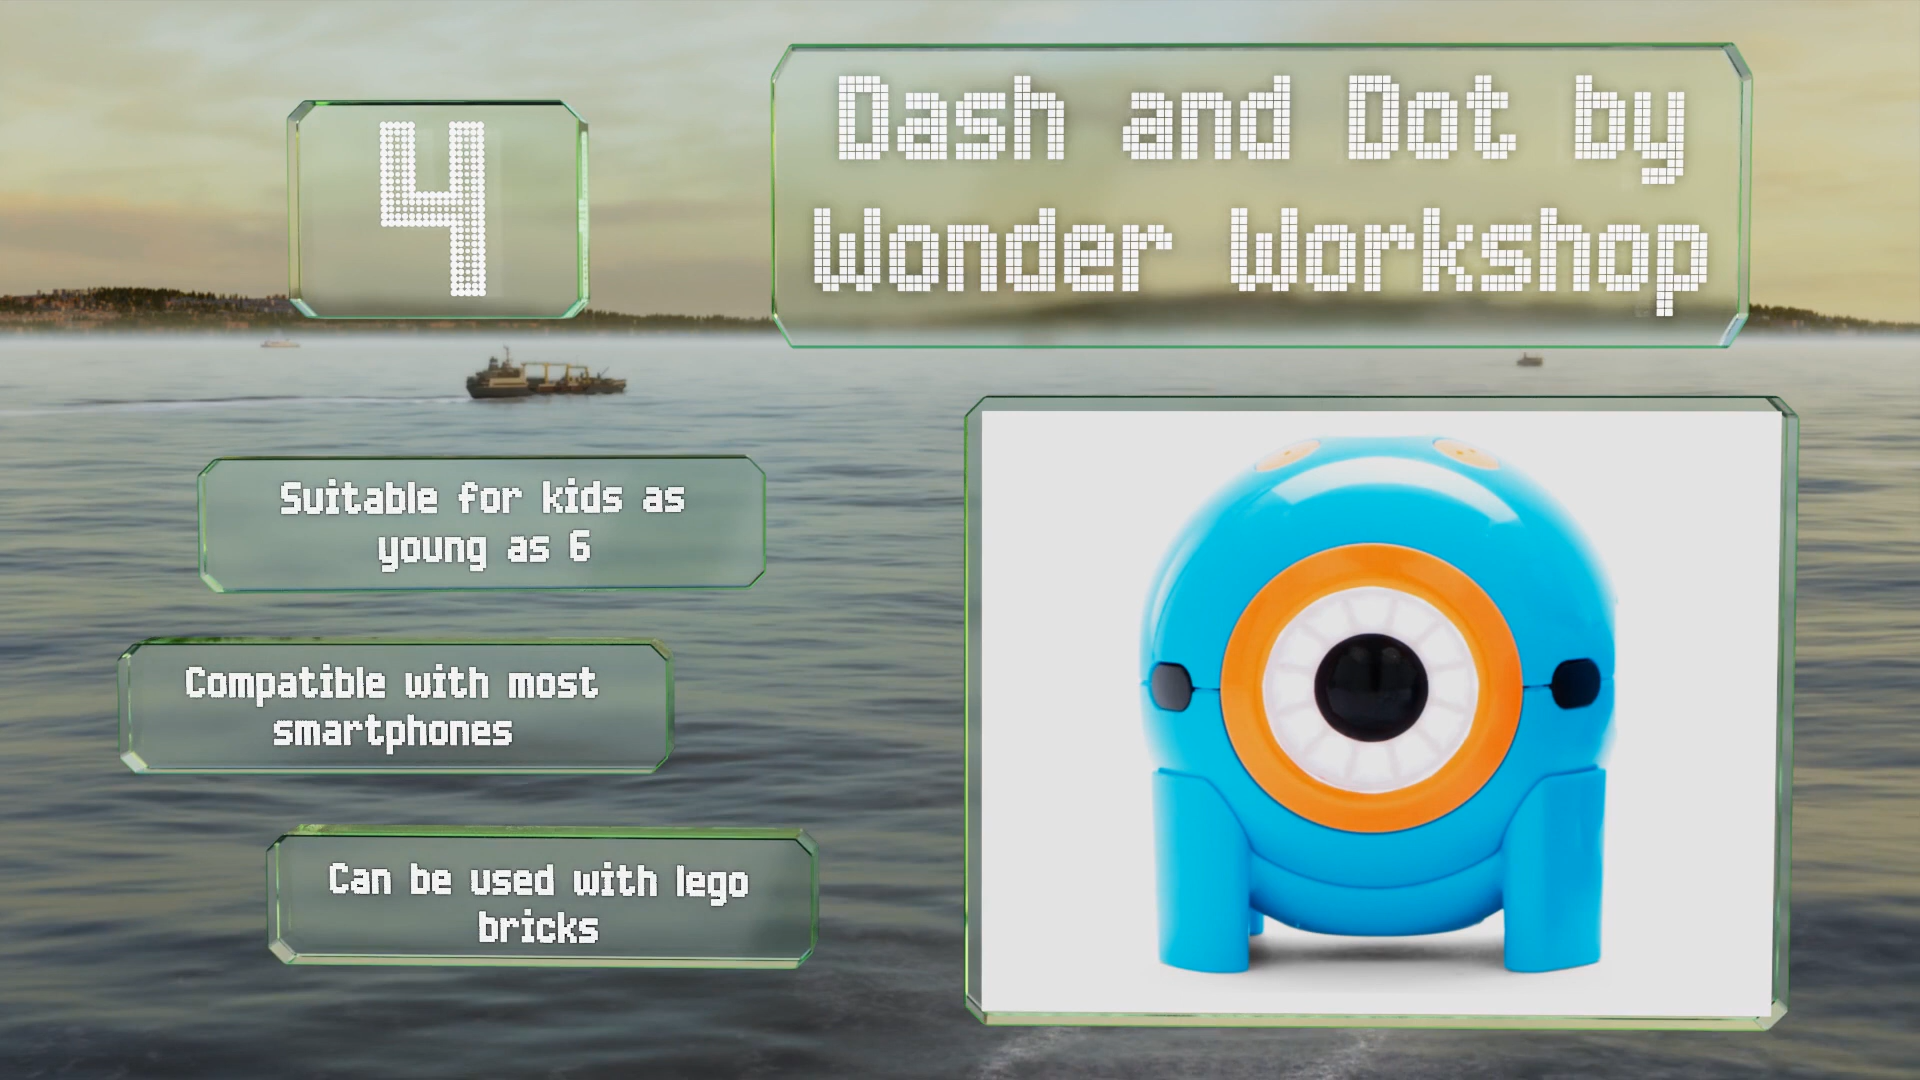 4
Dash and Dot by
Wonder Workshop
Suitable for kids as
young as 6
Compatible with most
smartphones
Can be used with lego
bricks